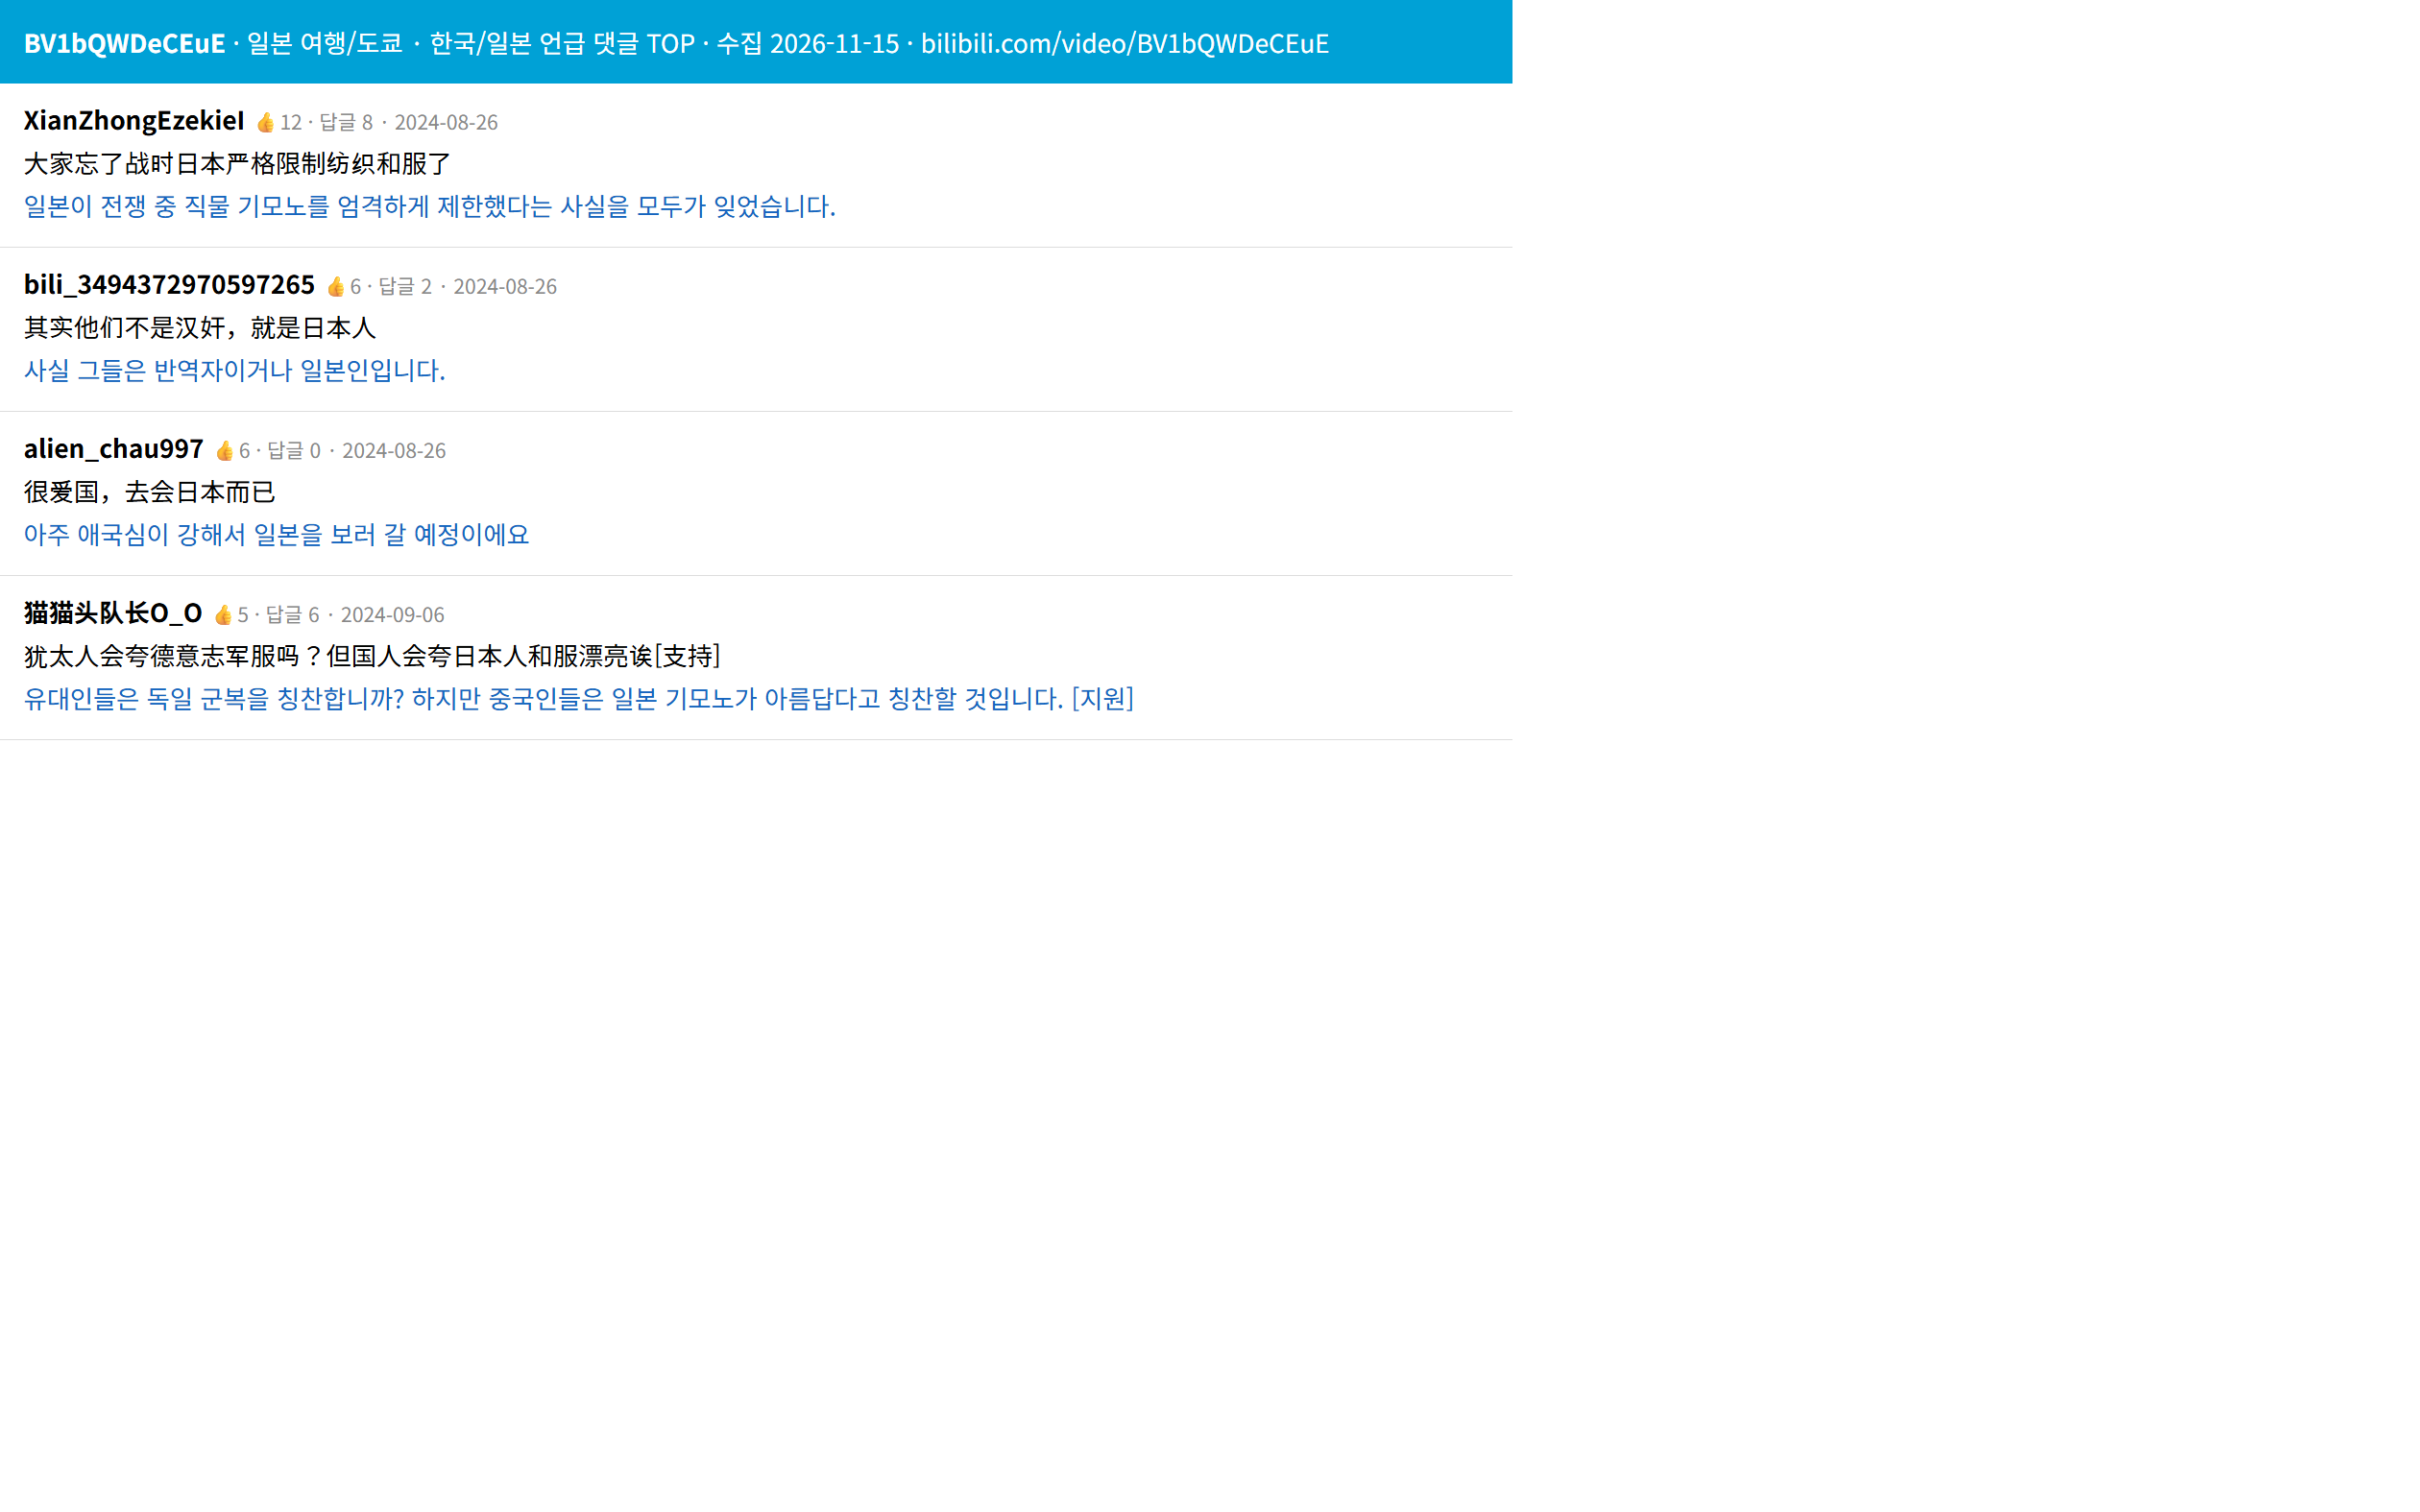 BV1bQWDeCEuE · 일본 여행/도쿄 · 한국/일본 언급 댓글 TOP · 수집 2026-11-15 · bilibili.com/video/BV1bQWDeCEuE
XianZhongEzekiel 👍 12 · 답글 8 · 2024-08-26
大家忘了战时日本严格限制纺织和服了
일본이 전쟁 중 직물 기모노를 엄격하게 제한했다는 사실을 모두가 잊었습니다.
bili_3494372970597265 👍 6 · 답글 2 · 2024-08-26
其实他们不是汉奸，就是日本人
사실 그들은 반역자이거나 일본인입니다.
alien_chau997 👍 6 · 답글 0 · 2024-08-26
很爱国，去会日本而已
아주 애국심이 강해서 일본을 보러 갈 예정이에요
猫猫头队长O_O 👍 5 · 답글 6 · 2024-09-06
犹太人会夸德意志军服吗？但国人会夸日本人和服漂亮诶[支持]
유대인들은 독일 군복을 칭찬합니까? 하지만 중국인들은 일본 기모노가 아름답다고 칭찬할 것입니다. [지원]